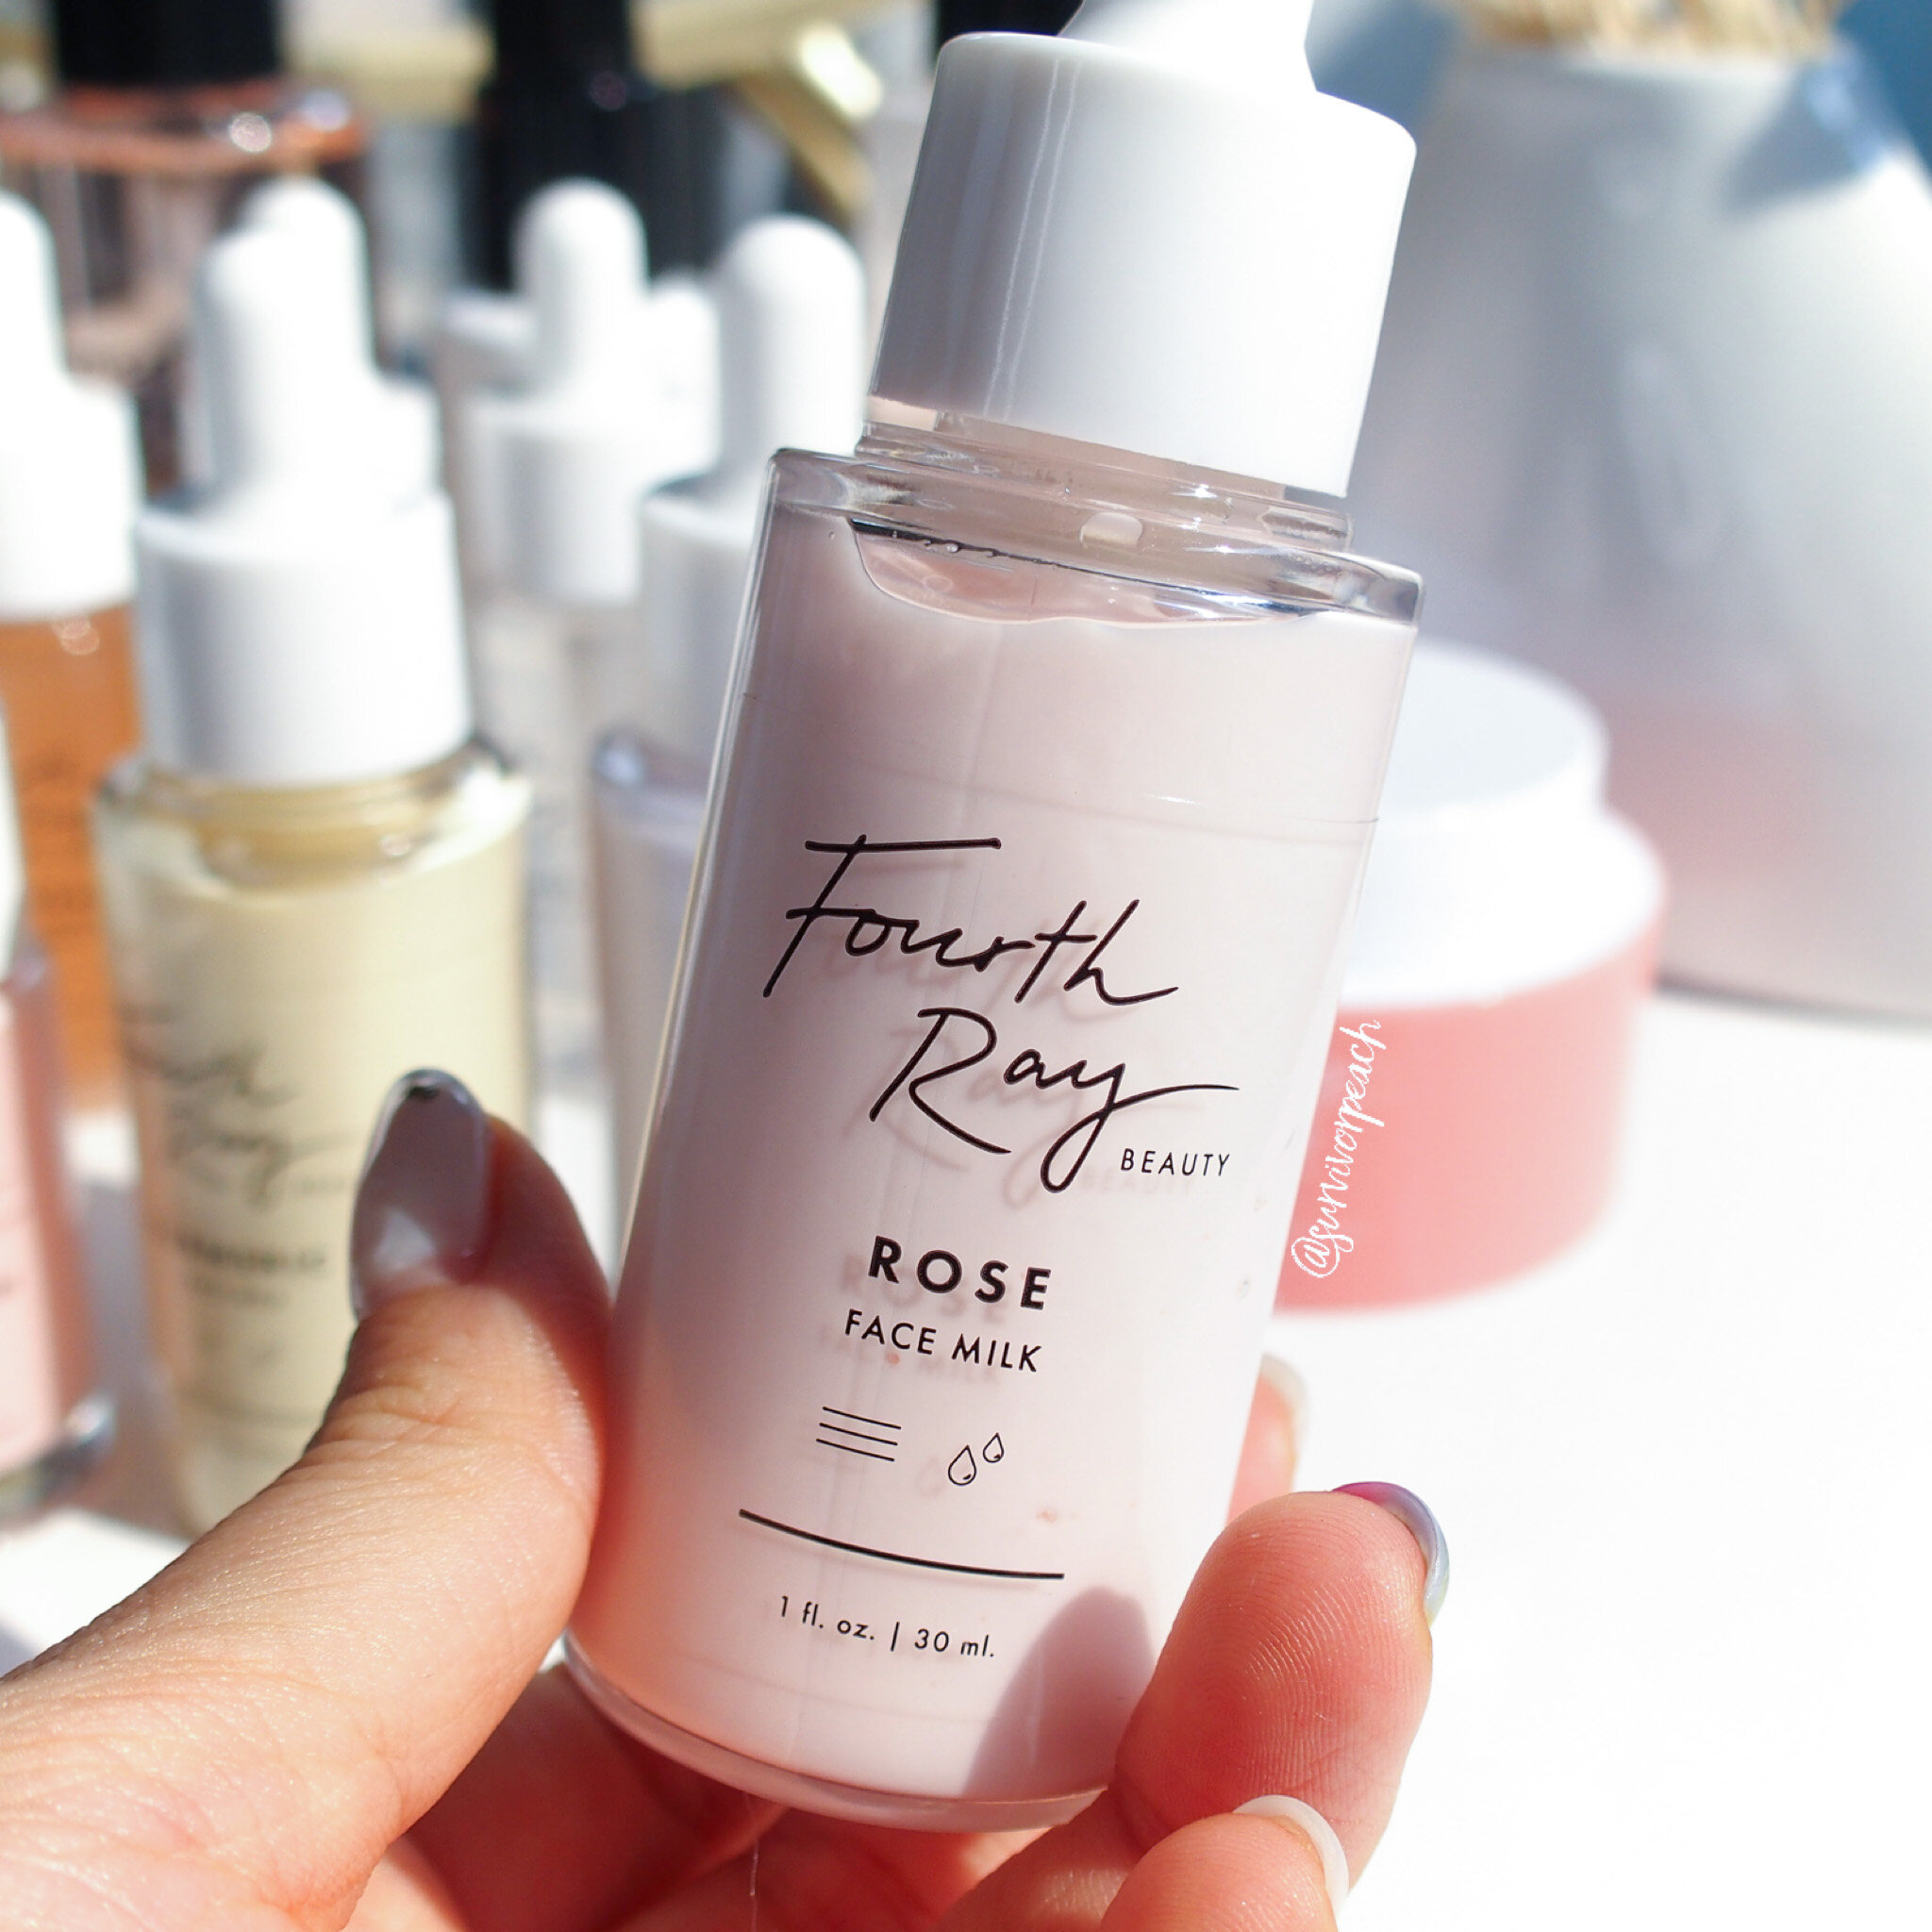 Fourth
Ray
BEAUTY
ROSE
FACE MILK
1 fl. oz. | 30 ml.
@survivorpeach